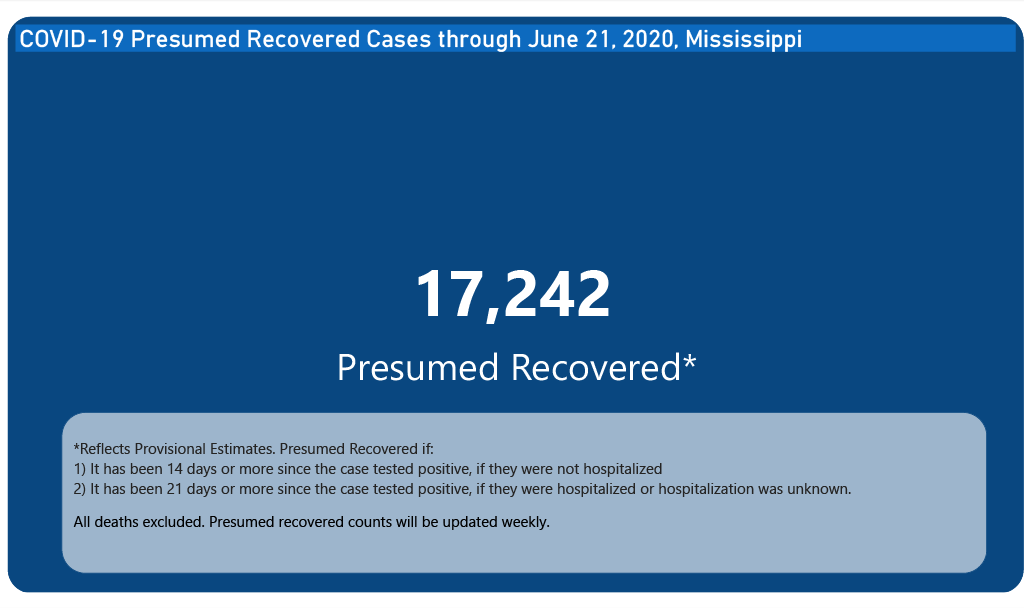 COVID-19 Presumed Recovered Cases through June 21, 2020, Mississippi
17,242
Presumed Recovered*
*Reflects Provisional Estimates. Presumed Recovered if:
1) It has been 14 days or more since the case tested positive, if they were not hospitalized
2) It has been 21 days or more since the case tested positive, if they were hospitalized or hospitalization was unknown.
All deaths excluded. Presumed recovered counts will be updated weekly.